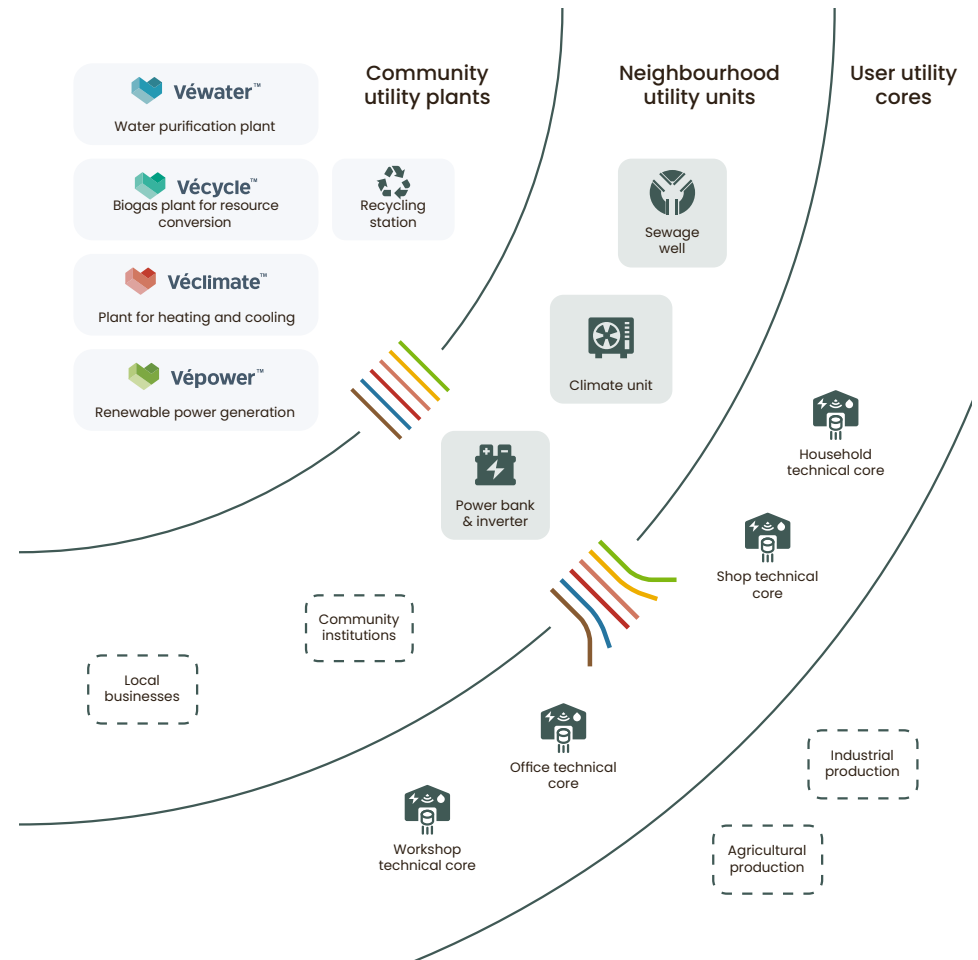 Community
utility plants
Neighbourhood
utility units
User utility
cores
Véwater™
Water purification plant
Vécycle™
Biogas plant for resource
conversion
Recycling
station
Véclimate™
Plant for heating and cooling
Vépower™
Renewable power generation
Sewage
well
Climate unit
Power bank
& inverter
Household
technical core
Shop technical
core
Community
institutions
Local
businesses
Office technical
core
Workshop
technical core
Industrial
production
Agricultural
production